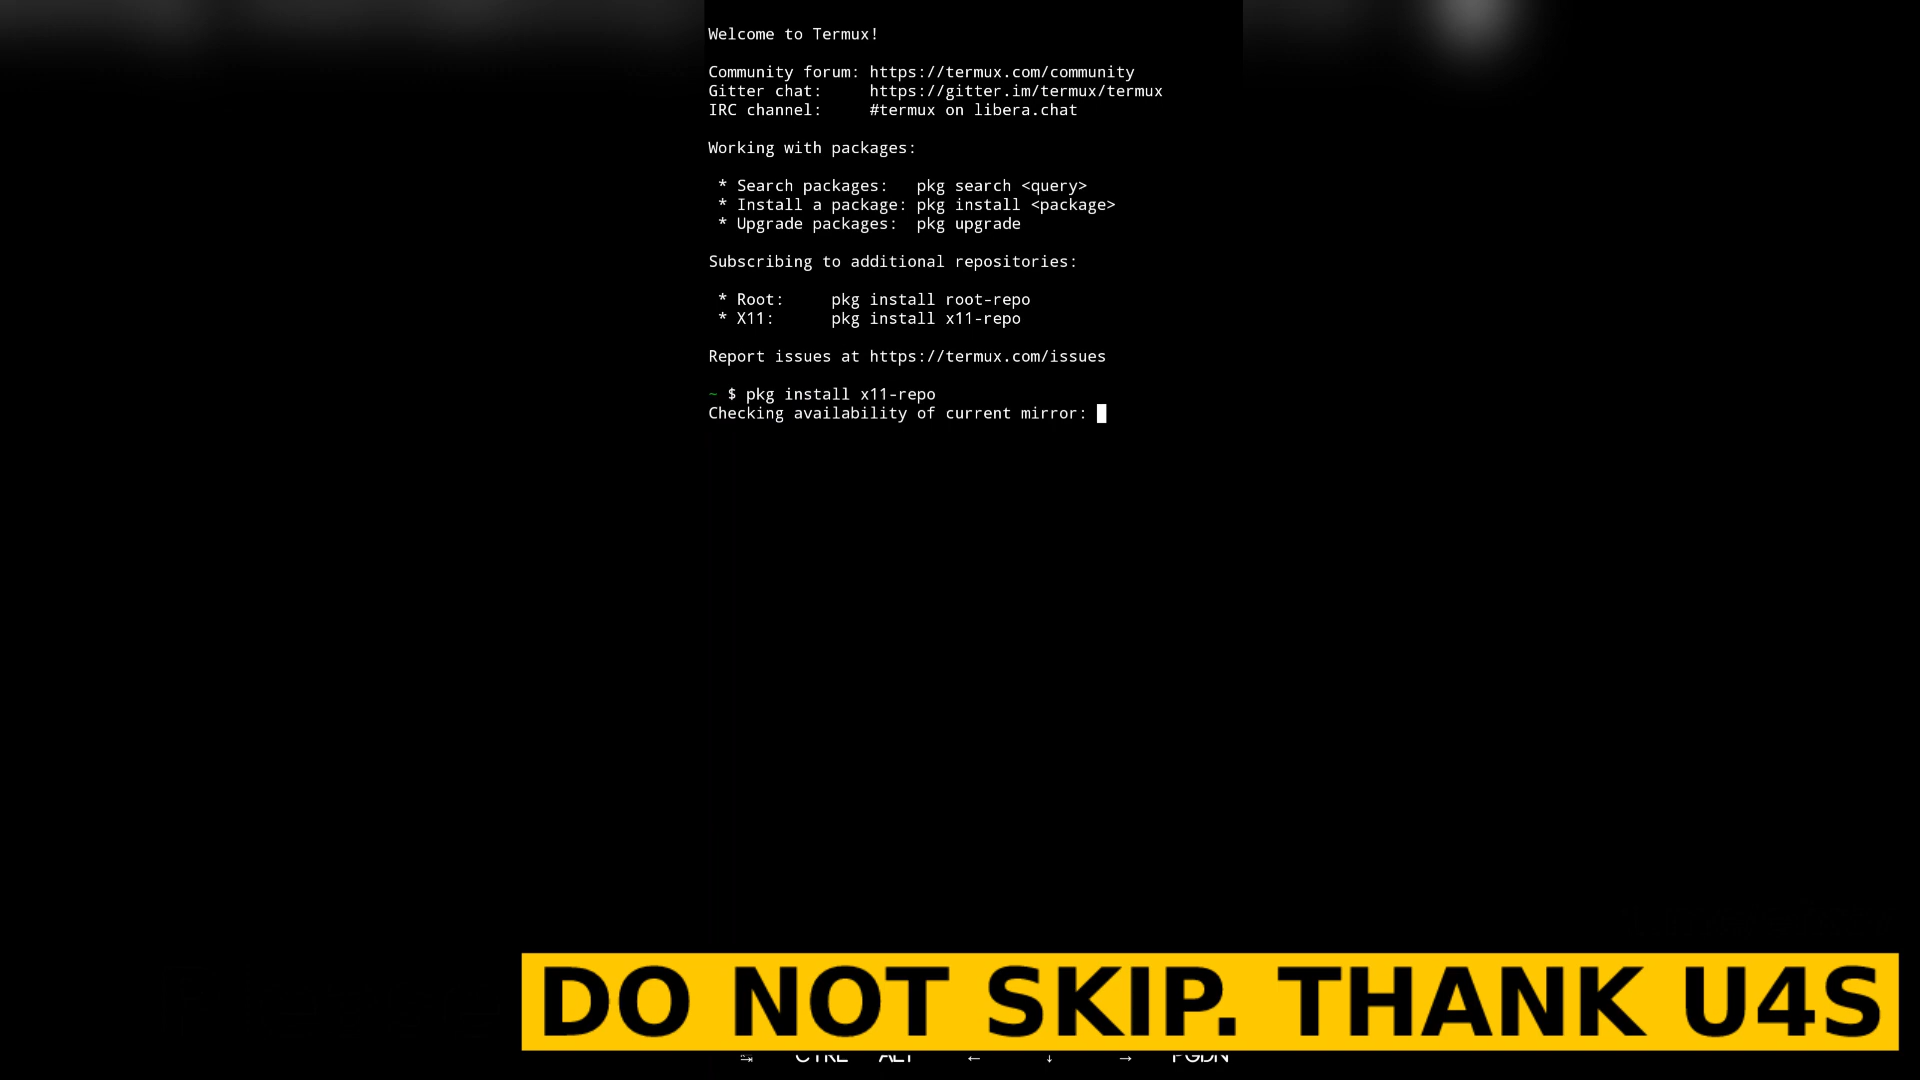 Welcome to Termux!
Community forum: https://termux.com/community
Gitter chat:     https://gitter.im/termux/termux
IRC channel:     #termux on libera.chat
Working with packages:
 * Search packages:   pkg search <query>
 * Install a package: pkg install <package>
 * Upgrade packages:  pkg upgrade
Subscribing to additional repositories:
 * Root:     pkg install root-repo
 * X11:      pkg install x11-repo
Report issues at https://termux.com/issues
~ $ pkg install x11-repo
Checking availability of current mirror:
DO NOT SKIP. THANK U4S
CTRL ALT ← ↓ → PGDN